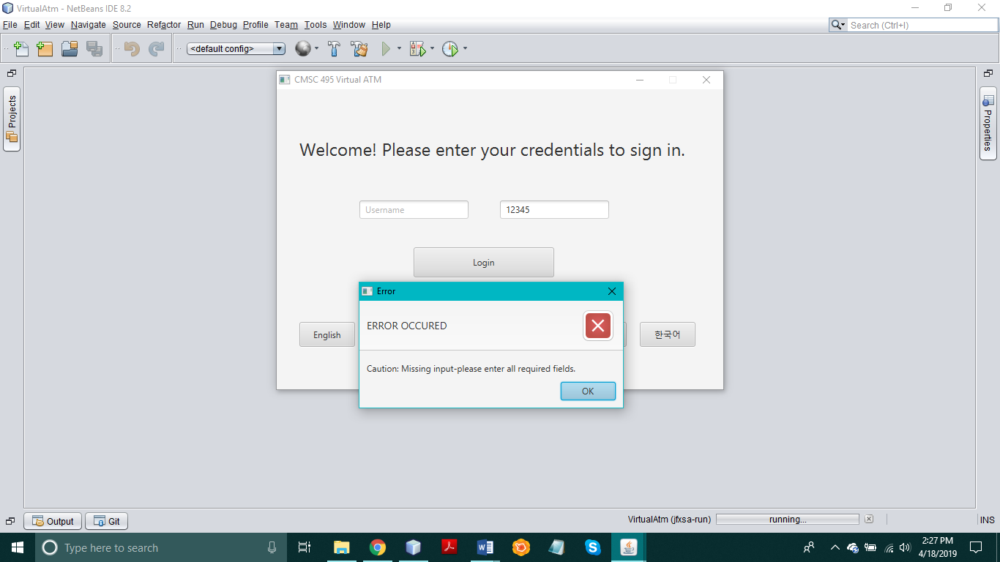 VirtualAtm - NetBeans IDE 8.2
File Edit View Navigate Source Refactor Run Debug Profile Team Tools Window Help
Search (Ctrl+I)
<default config>
Projects
Properties
CMSC 495 Virtual ATM
Welcome! Please enter your credentials to sign in.
Username
12345
Login
Error
ERROR OCCURED
English
한국어
Caution: Missing input-please enter all required fields.
OK
Output
Git
VirtualAtm (jfxsa-run)
running...
INS
Type here to search
2:27 PM
4/18/2019